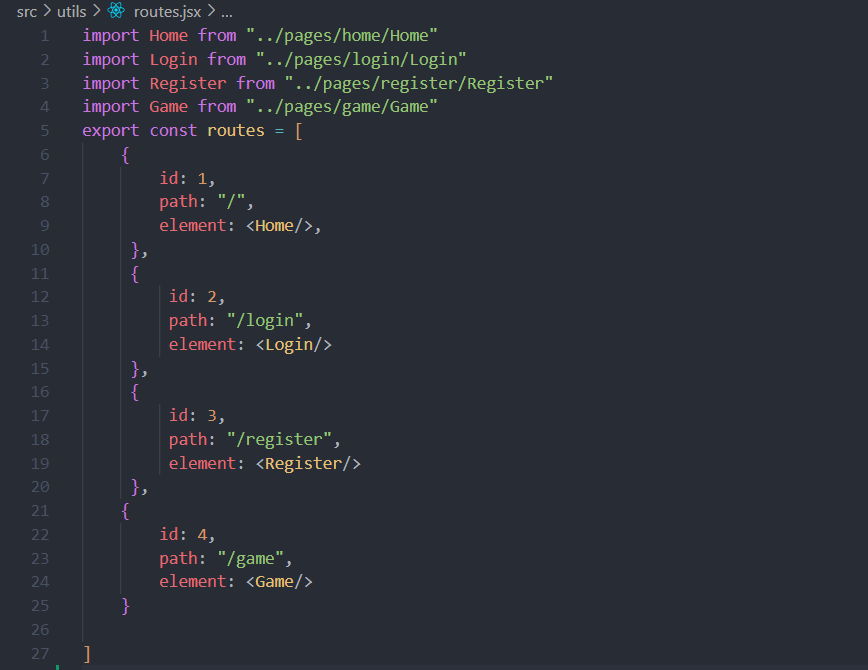 src > utils > routes.jsx > ...
1 import Home from "../pages/home/Home"
2 import Login from "../pages/login/Login"
3 import Register from "../pages/register/Register"
4 import Game from "../pages/game/Game"
5 export const routes = [
6     {
7         id: 1,
8         path: "/",
9         element: <Home/>,
10      },
11      {
12          id: 2,
13          path: "/login",
14          element: <Login/>
15      },
16      {
17          id: 3,
18          path: "/register",
19          element: <Register/>
20      },
21     {
22         id: 4,
23         path: "/game",
24         element: <Game/>
25     }
26
27 ]